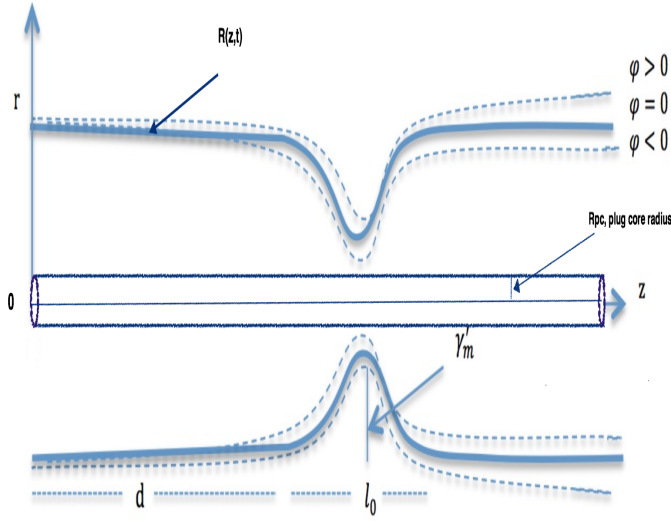 R(z,t)
r
φ > 0
φ = 0
φ < 0
Rpc, plug core radius
z
0
γ'm
d
l0